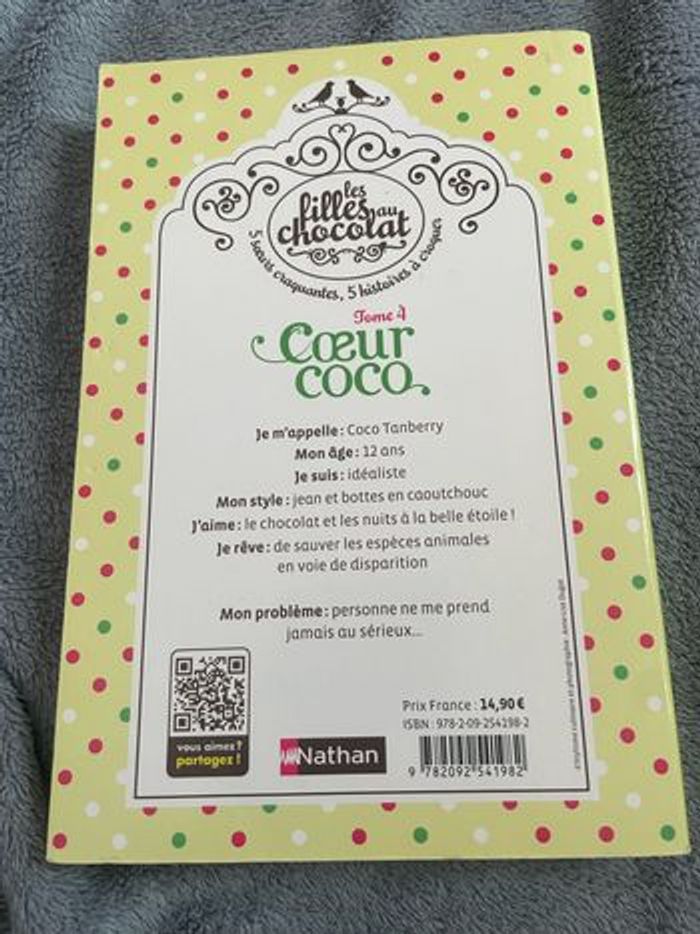 les
filles au
chocolat
5 sœurs craquantes, 5 histoires à croquer
Tome 4
Cœur
coco
Je m'appelle : Coco Tanberry
Mon âge : 12 ans
Je suis : idéaliste
Mon style : jean et bottes en caoutchouc
J'aime : le chocolat et les nuits à la belle étoile !
Je rêve : de sauver les espèces animales
en voie de disparition
Mon problème : personne ne me prend
jamais au sérieux...
vous aimez ?
partagez !
Nathan
Prix France : 14,90 €
ISBN : 978-2-09-254198-2
9 782092 541982